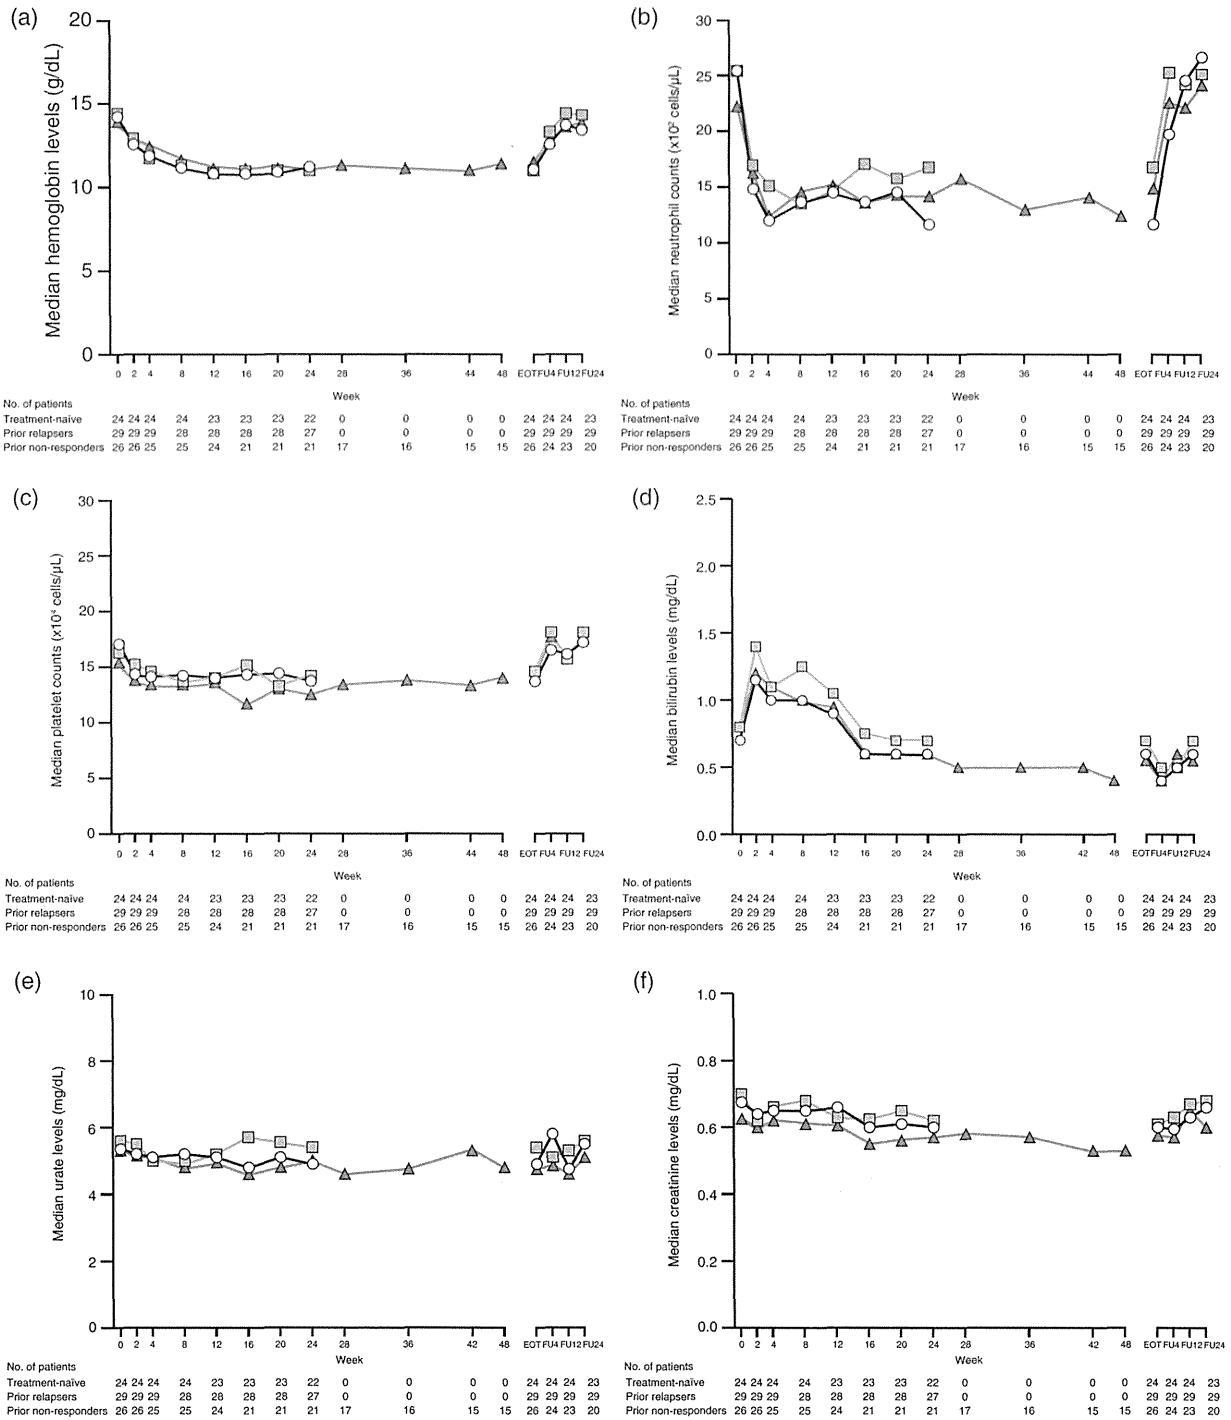 (a)
Median hemoglobin levels (g/dL)
20
15
10
5
0
0 2 4 8 12 16 20 24 28 36 44 48 EOT FU4 FU12 FU24
Week
No. of patients
Treatment-naïve 24 24 24 24 23 23 23 22 0 0 0 0 24 24 24 23
Prior relapsers 29 29 29 28 28 28 28 27 0 0 0 0 29 29 29 29
Prior non-responders 26 26 25 25 24 21 21 21 17 16 15 15 26 24 23 20
(b)
Median neutrophil counts (x10² cells/µL)
30
25
20
15
10
5
0
0 2 4 8 12 16 20 24 28 36 44 48 EOT FU4 FU12 FU24
Week
No. of patients
Treatment-naïve 24 24 24 24 23 23 23 22 0 0 0 0 24 24 24 23
Prior relapsers 29 29 29 28 28 28 28 27 0 0 0 0 29 29 29 29
Prior non-responders 26 26 25 25 24 21 21 21 17 16 15 15 26 24 23 20
(c)
Median platelet counts (x10⁴ cells/µL)
30
25
20
15
10
5
0
0 2 4 8 12 16 20 24 28 36 44 48 EOT FU4 FU12 FU24
Week
No. of patients
Treatment-naïve 24 24 24 24 23 23 23 22 0 0 0 0 24 24 24 23
Prior relapsers 29 29 29 28 28 28 28 27 0 0 0 0 29 29 29 29
Prior non-responders 26 26 25 25 24 21 21 21 17 16 15 15 26 24 23 20
(d)
Median bilirubin levels (mg/dL)
2.5
2.0
1.5
1.0
0.5
0.0
0 2 4 8 12 16 20 24 28 36 42 48 EOT FU4 FU12 FU24
Week
No. of patients
Treatment-naïve 24 24 24 24 23 23 23 22 0 0 0 0 24 24 24 23
Prior relapsers 29 29 29 28 28 28 28 27 0 0 0 0 29 29 29 29
Prior non-responders 26 26 25 25 24 21 21 21 17 16 15 15 26 24 23 20
(e)
Median urate levels (mg/dL)
10
8
6
4
2
0
0 2 4 8 12 16 20 24 28 36 42 48 EOT FU4 FU12 FU24
Week
No. of patients
Treatment-naïve 24 24 24 24 23 23 23 22 0 0 0 0 24 24 24 23
Prior relapsers 29 29 29 28 28 28 28 27 0 0 0 0 29 29 29 29
Prior non-responders 26 26 25 25 24 21 21 21 17 16 15 15 26 24 23 20
(f)
Median creatinine levels (mg/dL)
1.0
0.8
0.6
0.4
0.2
0.0
0 2 4 8 12 16 20 24 28 36 42 48 EOT FU4 FU12 FU24
Week
No. of patients
Treatment-naïve 24 24 24 24 23 23 23 22 0 0 0 0 24 24 24 23
Prior relapsers 29 29 29 28 28 28 28 27 0 0 0 0 29 29 29 29
Prior non-responders 26 26 25 25 24 21 21 21 17 16 15 15 26 24 23 20